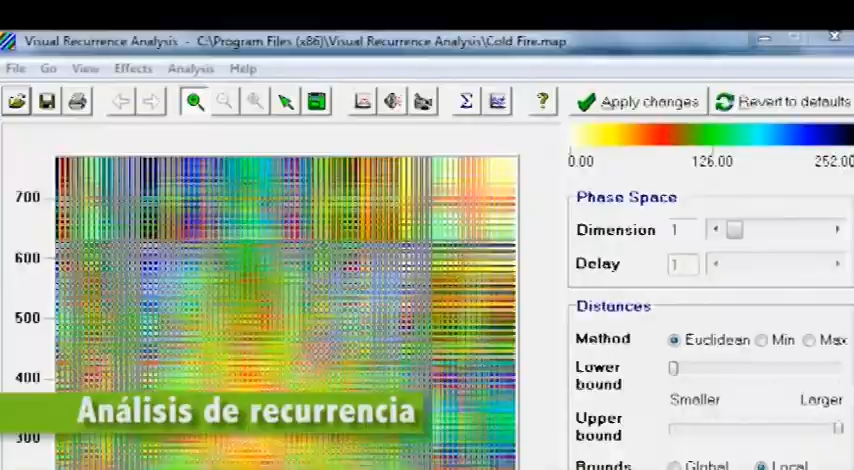 Visual Recurrence Analysis - C:\Program Files (x86)\Visual Recurrence Analysis\Cold Fire.map
File Go View Effects Analysis Help
Σ ? Apply changes Revert to defaults
0.00 126.00 252.00
Phase Space
Dimension 1
Delay 1
Distances
Method Euclidean Min Max
Lower bound
Smaller Larger
Upper bound
Bounds Global Local
700
600
500
400
300
Análisis de recurrencia